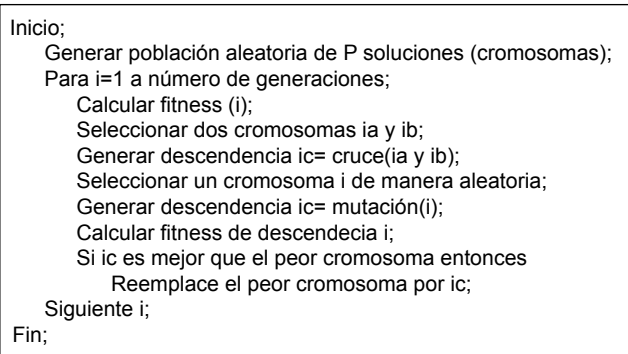 Inicio;
Generar población aleatoria de P soluciones (cromosomas);
Para i=1 a número de generaciones;
Calcular fitness (i);
Seleccionar dos cromosomas ia y ib;
Generar descendencia ic= cruce(ia y ib);
Seleccionar un cromosoma i de manera aleatoria;
Generar descendencia ic= mutación(i);
Calcular fitness de descendecia i;
Si ic es mejor que el peor cromosoma entonces
Reemplace el peor cromosoma por ic;
Siguiente i;
Fin;